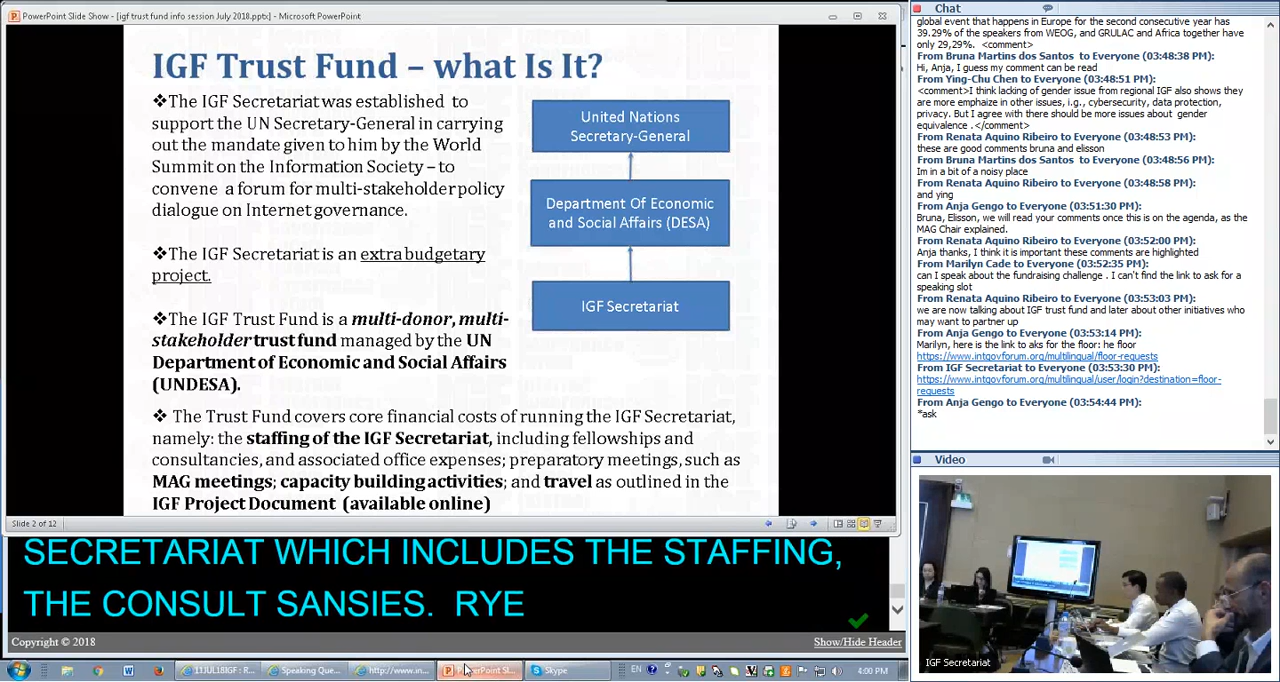 PowerPoint Slide Show - [igf trust fund info session July 2018.pptx] - Microsoft PowerPoint
IGF Trust Fund – what Is It?
❖The IGF Secretariat was established to
support the UN Secretary-General in carrying
out the mandate given to him by the World
Summit on the Information Society – to
convene a forum for multi-stakeholder policy
dialogue on Internet governance.
❖The IGF Secretariat is an extra budgetary
project.
❖The IGF Trust Fund is a multi-donor, multi-
stakeholder trust fund managed by the UN
Department of Economic and Social Affairs
(UNDESA).
❖ The Trust Fund covers core financial costs of running the IGF Secretariat,
namely: the staffing of the IGF Secretariat, including fellowships and
consultancies, and associated office expenses; preparatory meetings, such as
MAG meetings; capacity building activities; and travel as outlined in the
IGF Project Document (available online)
United Nations
Secretary-General
Department Of Economic
and Social Affairs (DESA)
IGF Secretariat
Slide 2 of 12
SECRETARIAT WHICH INCLUDES THE STAFFING,
THE CONSULT SANSIES. RYE
Copyright © 2018
Show/Hide Header
Chat
global event that happens in Europe for the second consecutive year has
39.29% of the speakers from WEOG, and GRULAC and Africa together have
only 29,29%. <comment>
From Bruna Martins dos Santos to Everyone (03:48:38 PM):
Hi, Anja, I guess my comment can be read
From Ying-Chu Chen to Everyone (03:48:51 PM):
<comment>I think lacking of gender issue from regional IGF also shows they
are more emphaize in other issues, i.g., cybersecurity, data protection,
privacy. But I agree with there should be more issues about gender
equivalence .</comment>
From Renata Aquino Ribeiro to Everyone (03:48:53 PM):
these are good comments bruna and elisson
From Bruna Martins dos Santos to Everyone (03:48:56 PM):
Im in a bit of a noisy place
From Renata Aquino Ribeiro to Everyone (03:48:58 PM):
and ying
From Anja Gengo to Everyone (03:51:30 PM):
Bruna, Elisson, we will read your comments once this is on the agenda, as the
MAG Chair explained.
From Renata Aquino Ribeiro to Everyone (03:52:00 PM):
Anja thanks, I think it is important these comments are highlighted
From Marilyn Cade to Everyone (03:52:35 PM):
can I speak about the fundraising challenge . I can't find the link to ask for a
speaking slot
From Renata Aquino Ribeiro to Everyone (03:53:03 PM):
we are now talking about IGF trust fund and later about other initiatives who
may want to partner up
From Anja Gengo to Everyone (03:53:14 PM):
Marilyn, here is the link to aks for the floor: he floor
https://www.intgovforum.org/multilingual/floor-requests
From IGF Secretariat to Everyone (03:53:30 PM):
https://www.intgovforum.org/multilingual/user/login?destination=floor-
requests
From Anja Gengo to Everyone (03:54:44 PM):
*ask
Video
IGF Secretariat
11JUL18IGF : R...
Speaking Que...
http://www.in...
PowerPoint Sl...
Skype
EN
4:00 PM